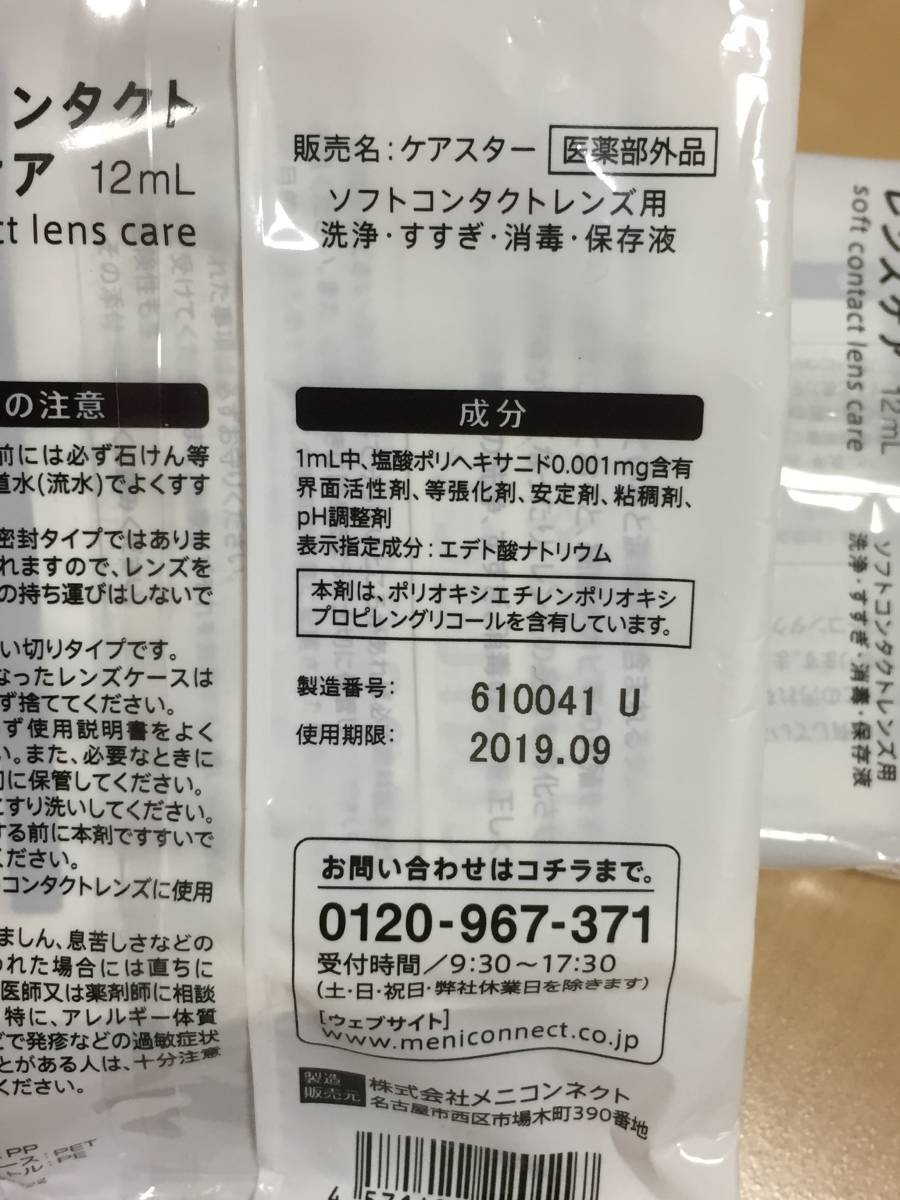 ンタクト
ア 12mL
ct lens care
の注意
前には必ず石けん等
道水(流水)でよくすす
密封タイプではありま
れますので、レンズを
の持ち運びはしないで
い切りタイプです。
なったレンズケースは
ず捨ててください。
ず使用説明書をよく
い。また、必要なときに
切に保管してください。
こすり洗いしてください。
する前に本剤ですすいで
ください。
コンタクトレンズに使用
ましん、息苦しさなどの
われた場合には直ちに
医師又は薬剤師に相談
特に、アレルギー体質
どで発疹などの過敏症状
とがある人は、十分注意
ください。
PP
ース:PET
トル:PE
販売名:ケアスター 医薬部外品
ソフトコンタクトレンズ用
洗浄・すすぎ・消毒・保存液
成分
1mL中、塩酸ポリヘキサニド0.001mg含有
界面活性剤、等張化剤、安定剤、粘稠剤、
pH調整剤
表示指定成分:エデト酸ナトリウム
本剤は、ポリオキシエチレンポリオキシ
プロピレングリコールを含有しています。
製造番号: 610041 U
使用期限: 2019.09
お問い合わせはコチラまで。
0120-967-371
受付時間/9:30~17:30
(土・日・祝日・弊社休業日を除きます)
[ウェブサイト]
www.meniconnect.co.jp
製造
販売元
株式会社メニコンネクト
名古屋市西区市場木町390番地
レンズケア 12mL
soft contact lens care
ソフトコンタクトレンズ用
洗浄・すすぎ・消毒・保存液